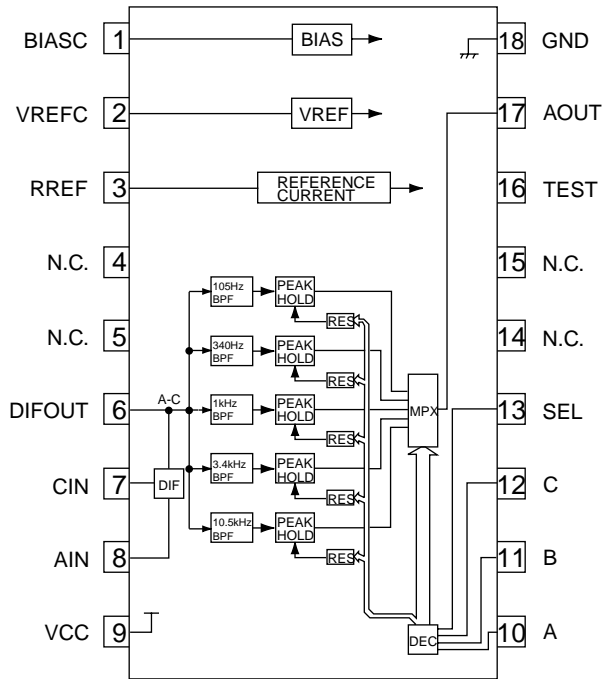 BIASC 1 BIAS 18 GND
VREFC 2 VREF 17 AOUT
RREF 3 REFERENCE CURRENT 16 TEST
N.C. 4 15 N.C.
105Hz BPF PEAK HOLD
RES
N.C. 5 14 N.C.
340Hz BPF PEAK HOLD
RES
DIFOUT 6 A-C 1kHz BPF PEAK HOLD MPX 13 SEL
RES
CIN 7 DIF 3.4kHz BPF PEAK HOLD 12 C
RES
AIN 8 10.5kHz BPF PEAK HOLD 11 B
RES
VCC 9 DEC 10 A